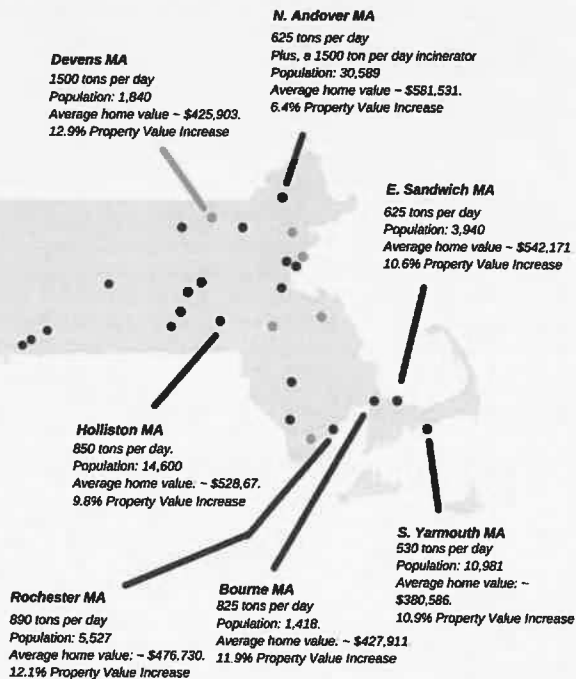 N. Andover MA
625 tons per day
Plus, a 1500 ton per day incinerator
Population: 30,589
Average home value ~ $581,531.
6.4% Property Value Increase
Devens MA
1500 tons per day
Population: 1,840
Average home value ~ $425,903.
12.9% Property Value Increase
E. Sandwich MA
625 tons per day
Population: 3,940
Average home value ~ $542,171
10.6% Property Value Increase
Holliston MA
850 tons per day.
Population: 14,600
Average home value. ~ $528,67.
9.8% Property Value Increase
S. Yarmouth MA
530 tons per day
Population: 10,981
Average home value: ~
$380,586.
10.9% Property Value Increase
Rochester MA
890 tons per day
Population: 5,527
Average home value: ~ $476,730.
12.1% Property Value Increase
Bourne MA
825 tons per day
Population: 1,418.
Average home value. ~ $427,911
11.9% Property Value Increase